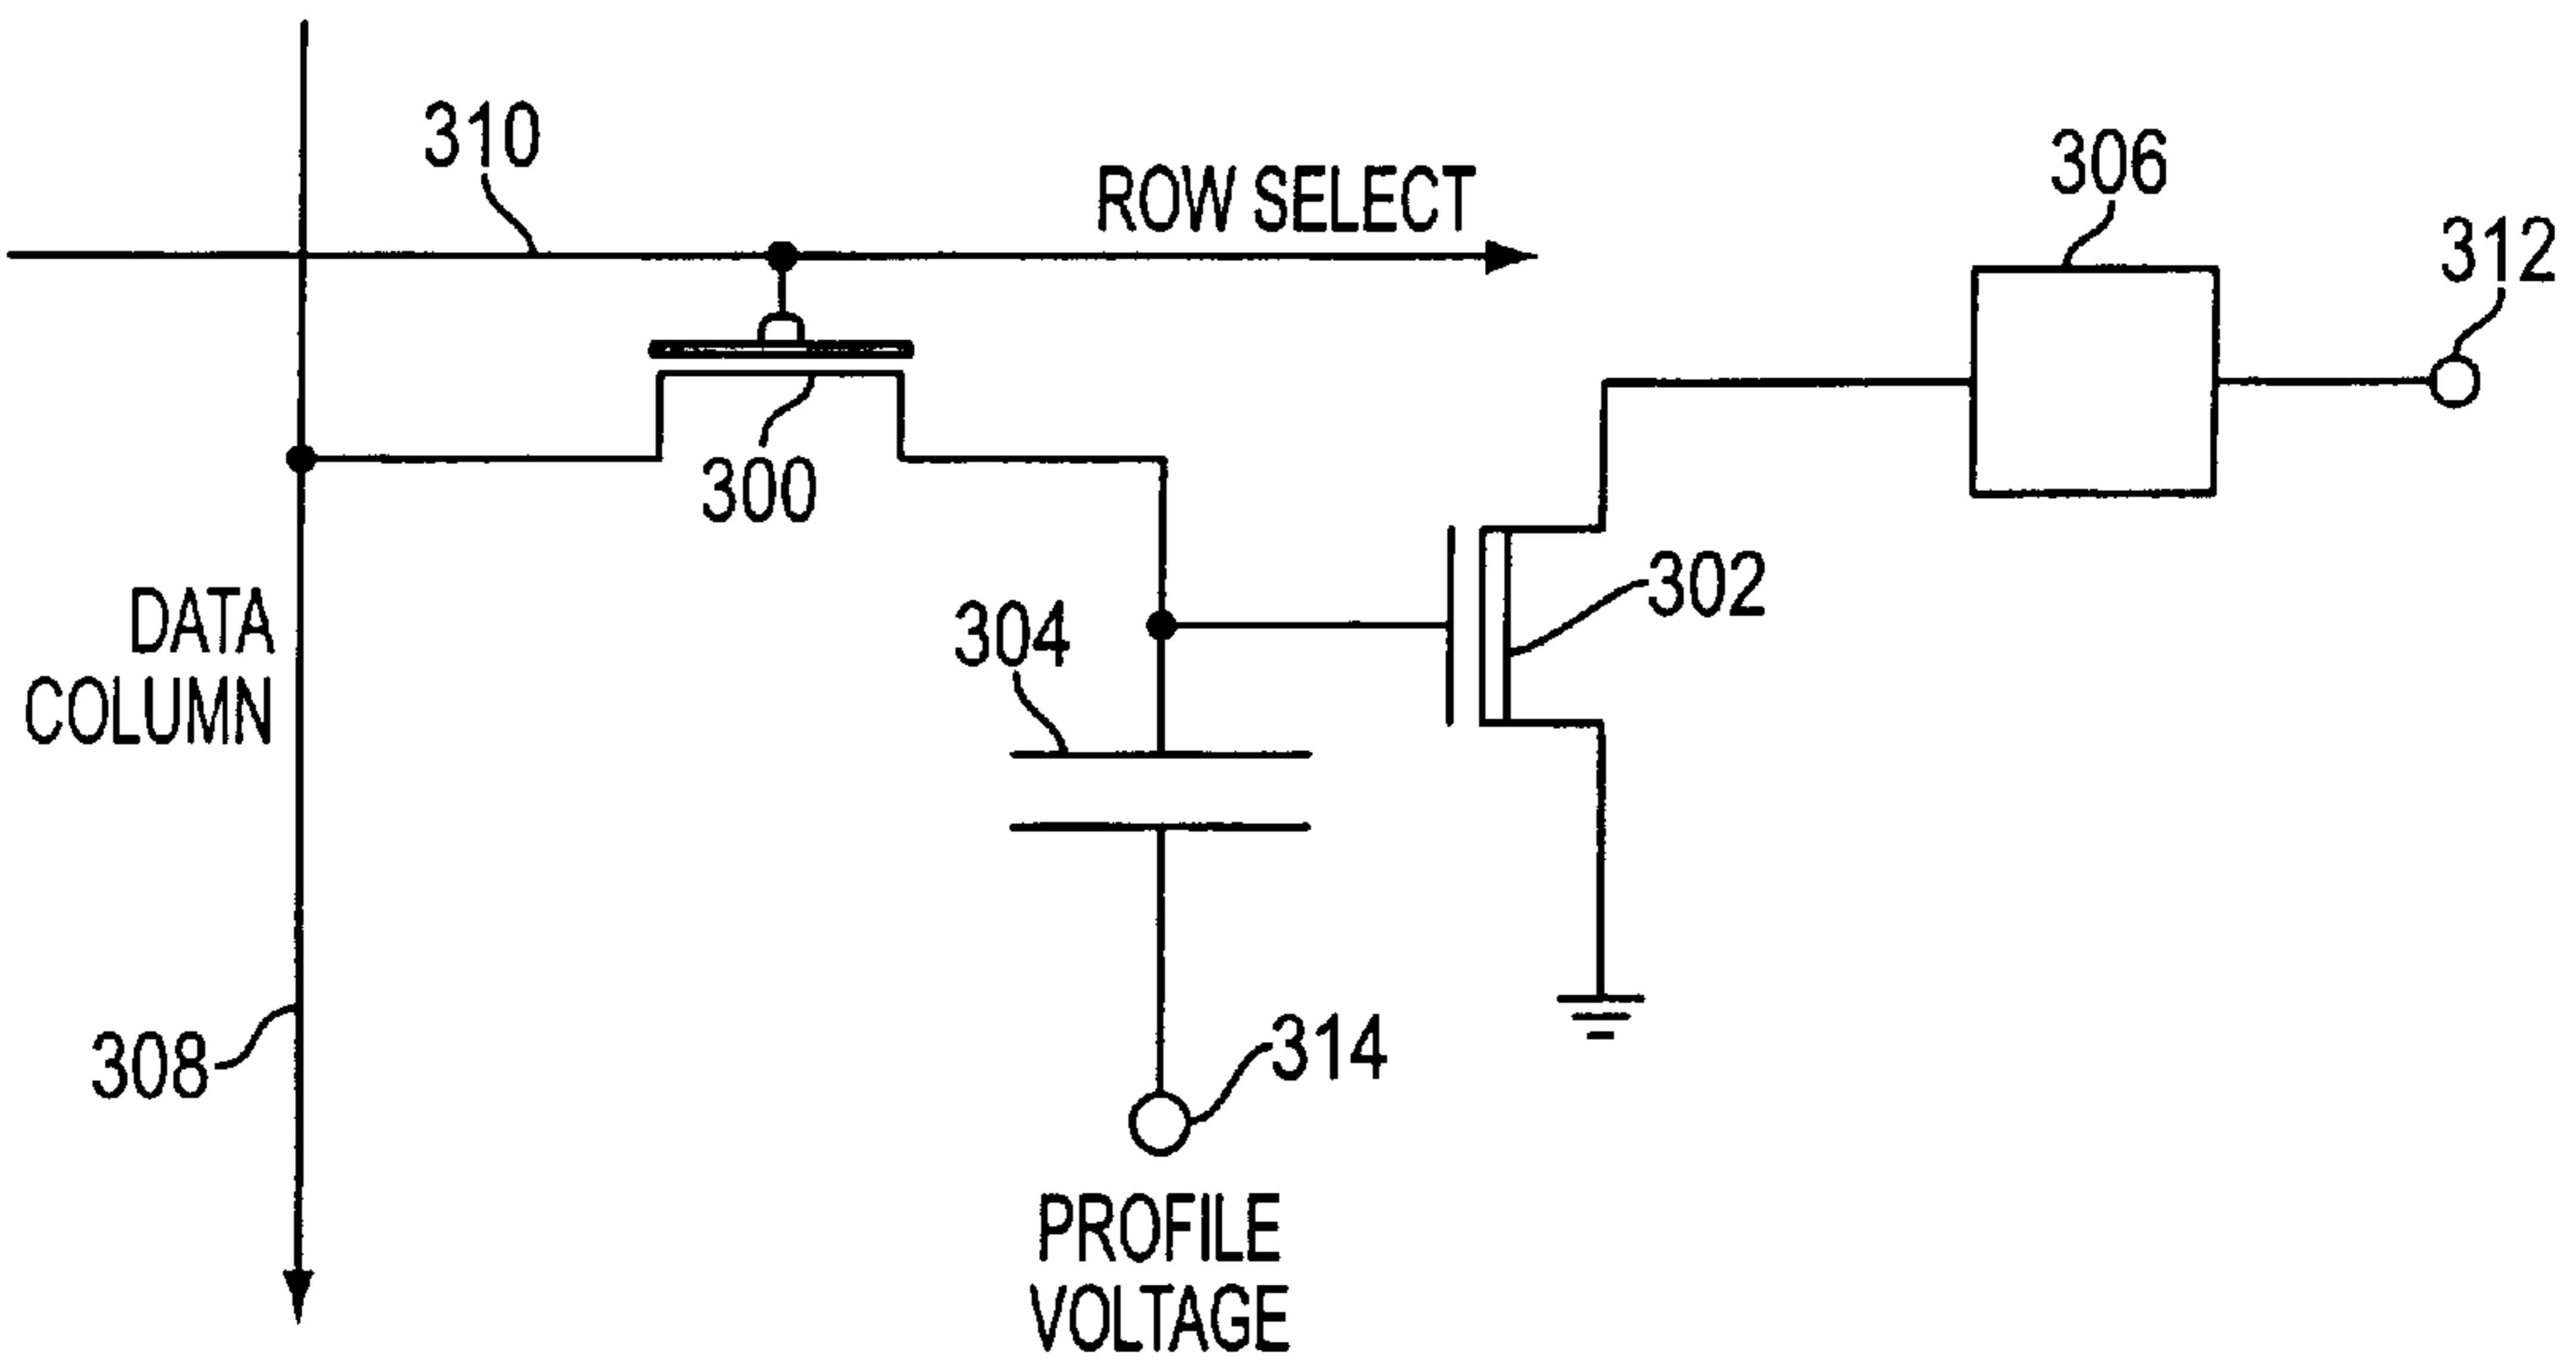 310
ROW SELECT
306
312
300
302
304
DATA
COLUMN
308
314
PROFILE
VOLTAGE